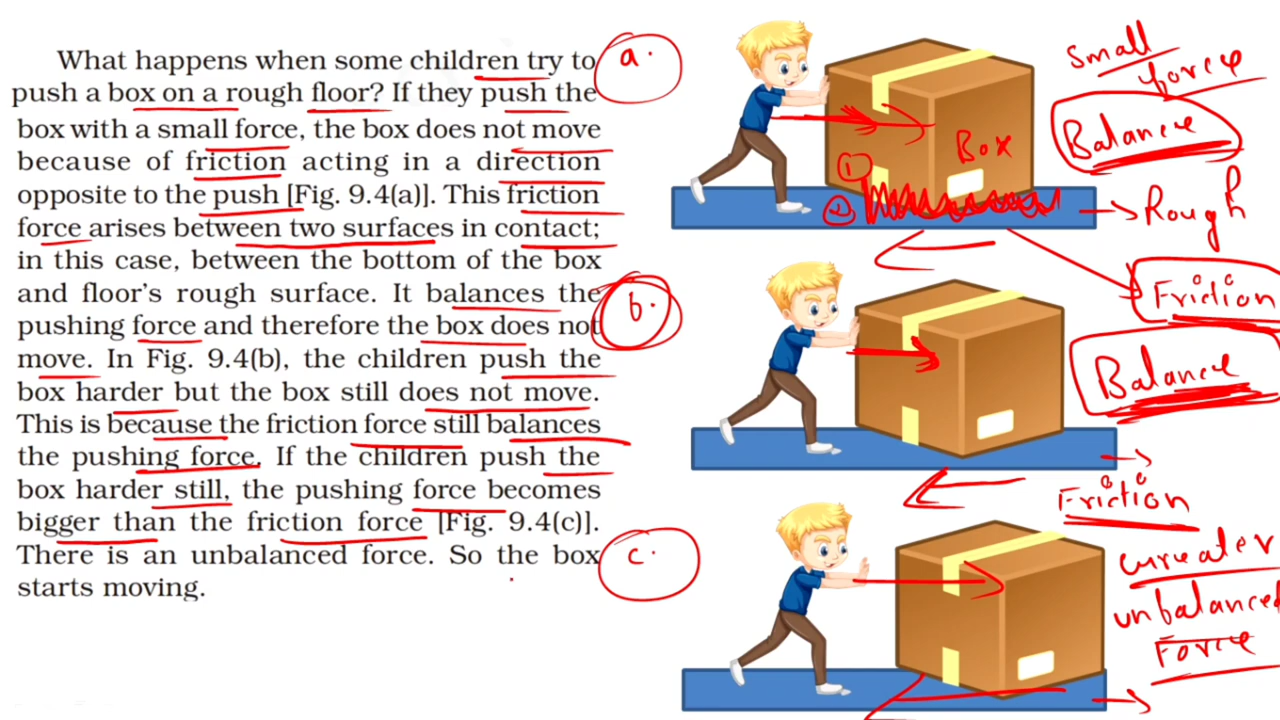 What happens when some children try to
push a box on a rough floor? If they push the
box with a small force, the box does not move
because of friction acting in a direction
opposite to the push [Fig. 9.4(a)]. This friction
force arises between two surfaces in contact;
in this case, between the bottom of the box
and floor's rough surface. It balances the
pushing force and therefore the box does not
move. In Fig. 9.4(b), the children push the
box harder but the box still does not move.
This is because the friction force still balances
the pushing force. If the children push the
box harder still, the pushing force becomes
bigger than the friction force [Fig. 9.4(c)].
There is an unbalanced force. So the box
starts moving.
a.
Small
force
Balance
Box
1
2
Rough
Friction
b.
Balance
Friction
c.
Greater
unbalanced
Force